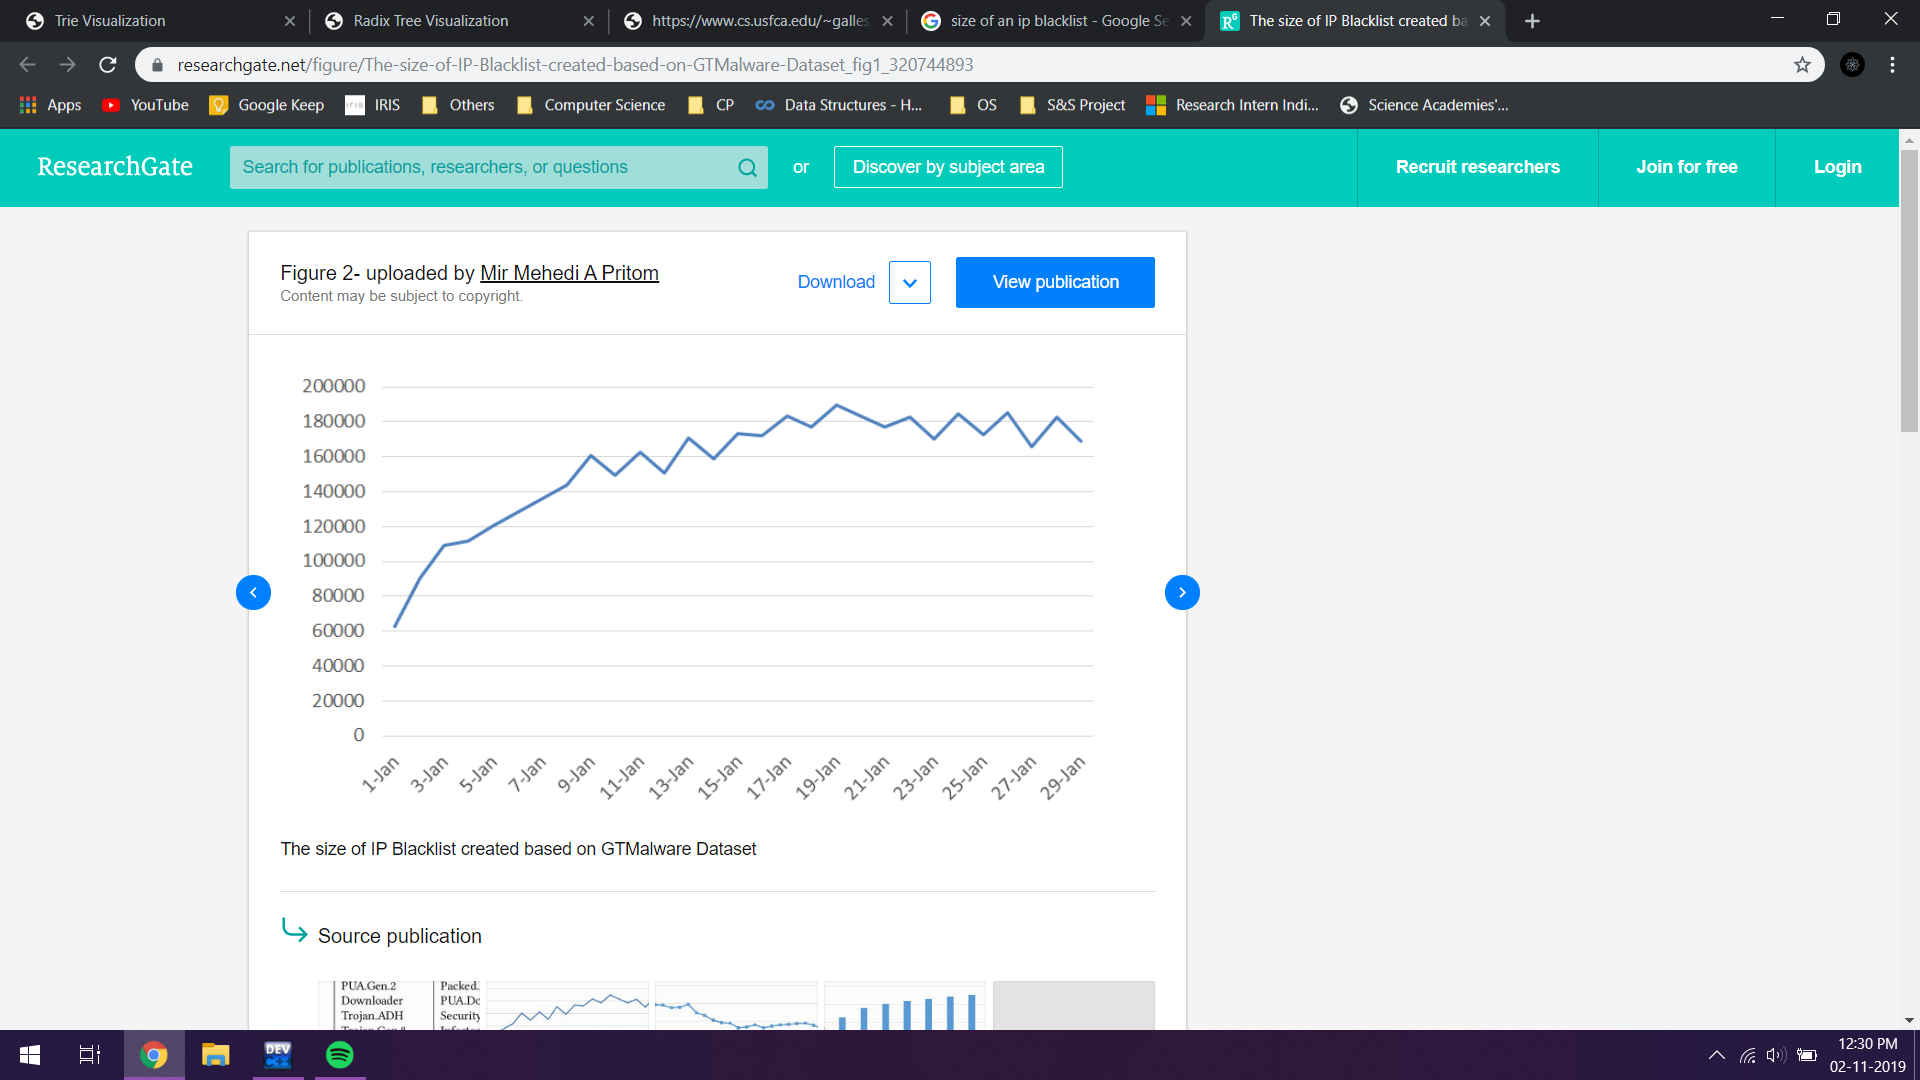 Trie Visualization
Radix Tree Visualization
https://www.cs.usfca.edu/~galles
size of an ip blacklist - Google Se
The size of IP Blacklist created ba
researchgate.net/figure/The-size-of-IP-Blacklist-created-based-on-GTMalware-Dataset_fig1_320744893
Apps
YouTube
Google Keep
IRIS
Others
Computer Science
CP
Data Structures - H...
OS
S&S Project
Research Intern Indi...
Science Academies'...
ResearchGate
Search for publications, researchers, or questions
or
Discover by subject area
Recruit researchers
Join for free
Login
Figure 2- uploaded by Mir Mehedi A Pritom
Content may be subject to copyright.
Download
View publication
200000
180000
160000
140000
120000
100000
80000
60000
40000
20000
0
1-Jan
3-Jan
5-Jan
7-Jan
9-Jan
11-Jan
13-Jan
15-Jan
17-Jan
19-Jan
21-Jan
23-Jan
25-Jan
27-Jan
29-Jan
The size of IP Blacklist created based on GTMalware Dataset
Source publication
PUA.Gen.2
Downloader
Trojan.ADH
Packed.
PUA.Do
Security
DEV
C++
12:30 PM
02-11-2019